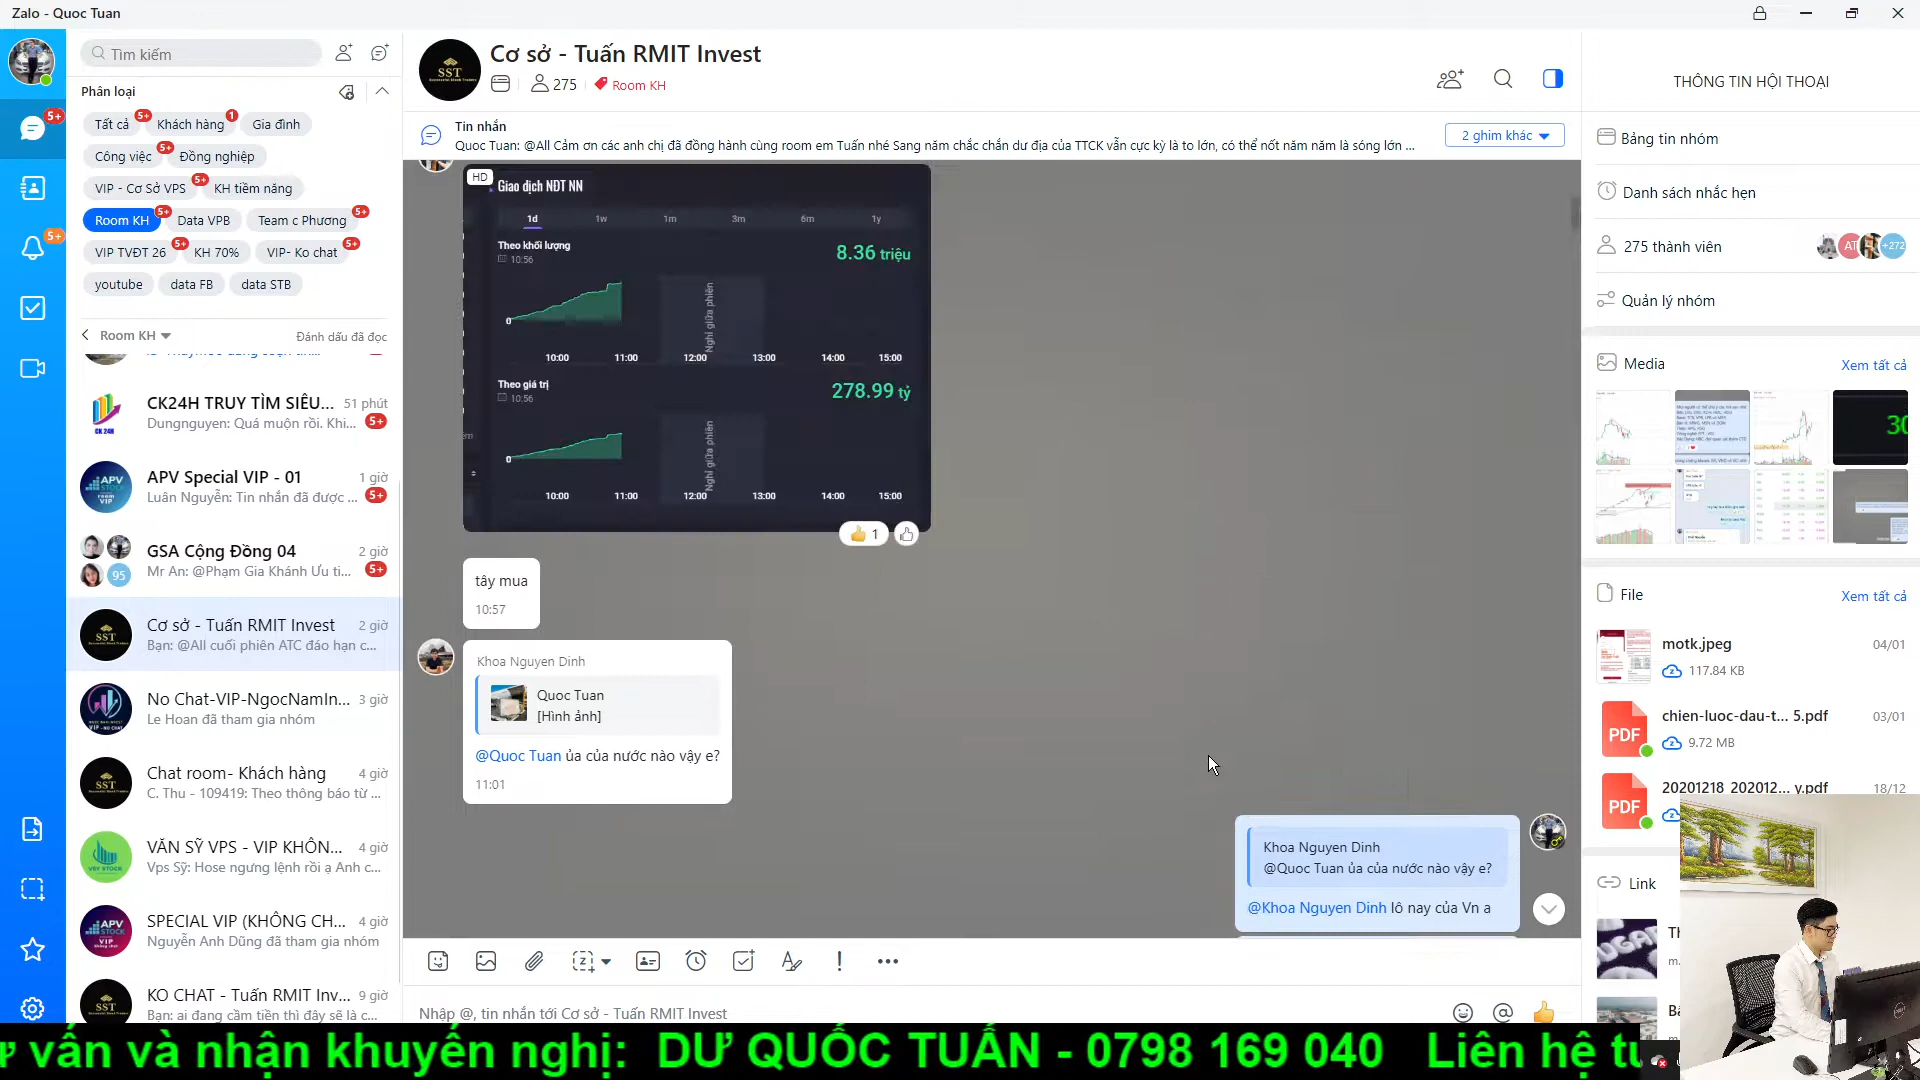 Zalo - Quoc Tuan
Tìm kiếm
Phân loại
Tất cả
5+
Khách hàng
1
Gia đình
Công việc
5+
Đồng nghiệp
VIP - Cơ Sở VPS
5+
KH tiềm năng
Room KH
5+
Data VPB
Team c Phương
5+
VIP TVĐT 26
5+
KH 70%
VIP- Ko chat
5+
youtube
data FB
data STB
Room KH
Đánh dấu đã đọc
CK24H TRUY TÌM SIÊU...
51 phút
Dungnguyen: Quá muộn rồi. Khi...
5+
APV Special VIP - 01
1 giờ
Luân Nguyễn: Tin nhắn đã được ...
5+
GSA Cộng Đồng 04
2 giờ
Mr An: @Phạm Gia Khánh Ưu ti...
5+
95
Cơ sở - Tuấn RMIT Invest
2 giờ
Bạn: @All cuối phiên ATC đáo hạn c...
No Chat-VIP-NgocNamIn...
3 giờ
Le Hoan đã tham gia nhóm
Chat room- Khách hàng
4 giờ
C. Thu - 109419: Theo thông báo từ ...
VĂN SỸ VPS - VIP KHÔN...
4 giờ
Vps Sỹ: Hose ngưng lệnh rồi ạ Anh c...
SPECIAL VIP (KHÔNG CH...
4 giờ
Nguyễn Anh Dũng đã tham gia nhóm
KO CHAT - Tuấn RMIT Inv...
9 giờ
Bạn: ai đang cầm tiền thì đây sẽ là c...
Cơ sở - Tuấn RMIT Invest
275
Room KH
Tin nhắn
Quoc Tuan: @All Cảm ơn các anh chị đã đồng hành cùng room em Tuấn nhé Sang năm chắc chắn dư địa của TTCK vẫn cực kỳ là to lớn, có thể nốt năm năm là sóng lớn ...
2 ghim khác
HD
Giao dịch NĐT NN
1d 1w 1m 3m 6m 1y
Theo khối lượng
10:56
8.36 triệu
0
Nghỉ giữa phiên
10:00 11:00 12:00 13:00 14:00 15:00
Theo giá trị
10:56
278.99 tỷ
0
Nghỉ giữa phiên
10:00 11:00 12:00 13:00 14:00 15:00
1
tây mua
10:57
Khoa Nguyen Dinh
Quoc Tuan
[Hình ảnh]
@Quoc Tuan ủa của nước nào vậy e?
11:01
Khoa Nguyen Dinh
@Quoc Tuan ủa của nước nào vậy e?
@Khoa Nguyen Dinh lô nay của Vn a
Nhập @, tin nhắn tới Cơ sở - Tuấn RMIT Invest
THÔNG TIN HỘI THOẠI
Bảng tin nhóm
Danh sách nhắc hẹn
275 thành viên
AT
+272
Quản lý nhóm
Media
Xem tất cả
File
Xem tất cả
motk.jpeg
04/01
117.84 KB
PDF
chien-luoc-dau-t... 5.pdf
03/01
9.72 MB
PDF
20201218_202012... y.pdf
18/12
Link
vấn và nhận khuyến nghị: DƯ QUỐC TUẤN - 0798 169 040 Liên hệ